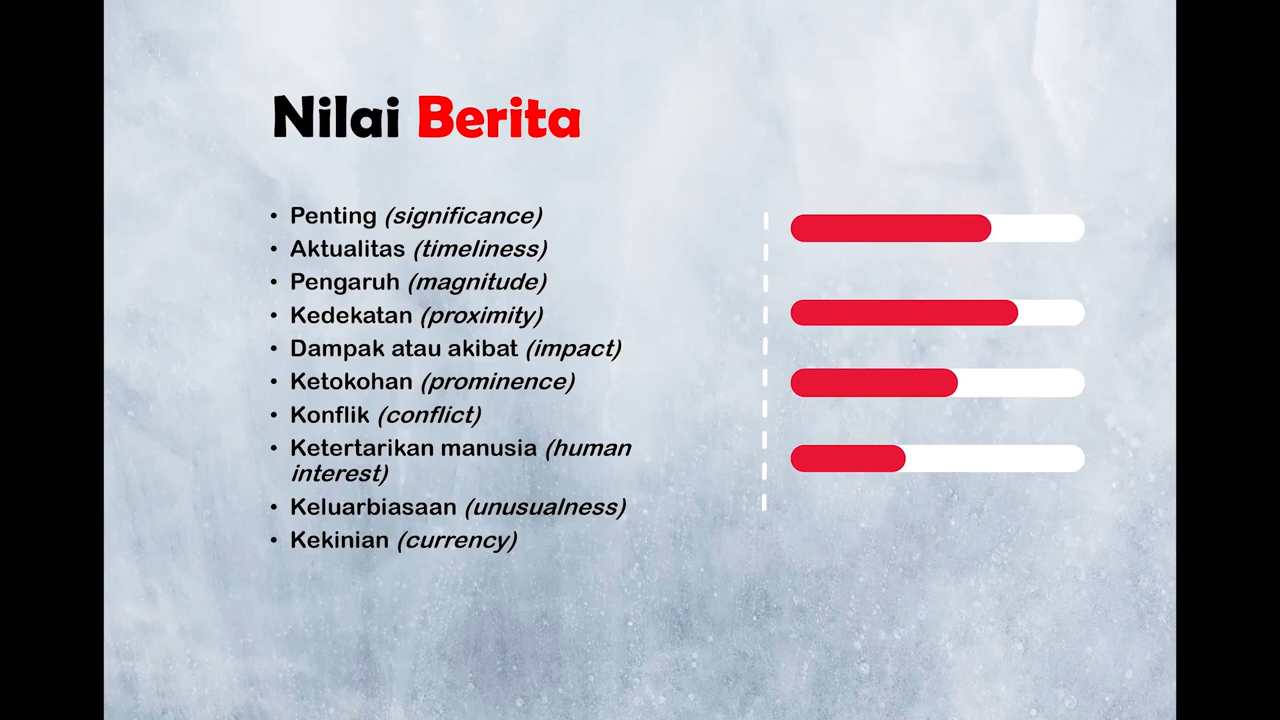 Nilai Berita
• Penting (significance)
• Aktualitas (timeliness)
• Pengaruh (magnitude)
• Kedekatan (proximity)
• Dampak atau akibat (impact)
• Ketokohan (prominence)
• Konflik (conflict)
• Ketertarikan manusia (human
interest)
• Keluarbiasaan (unusualness)
• Kekinian (currency)